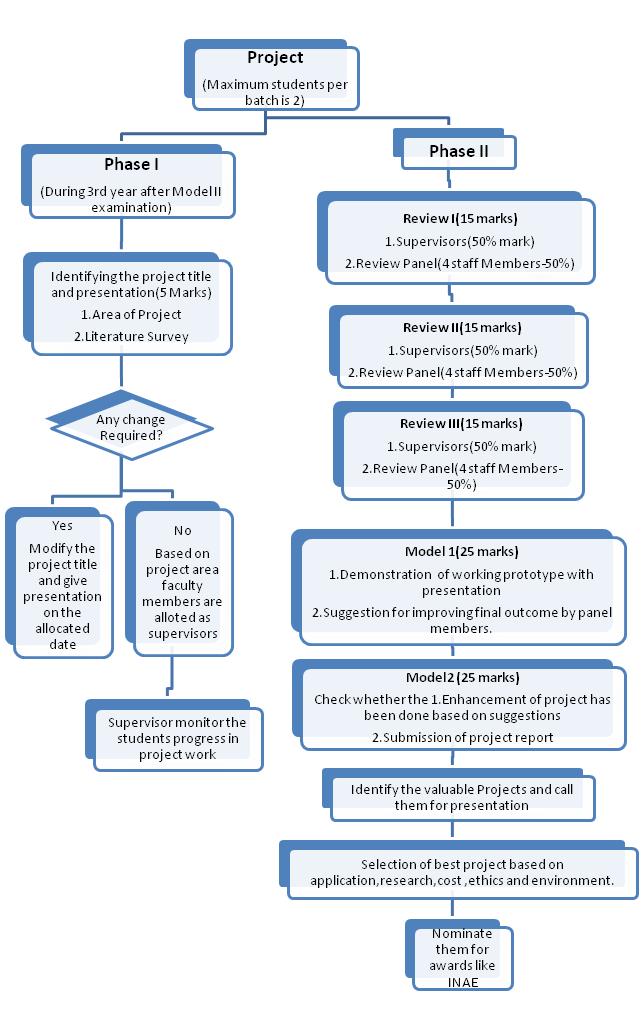 Project
(Maximum students per
batch is 2)
Phase I
(During 3rd year after Model II
examination)
Identifying the project title
and presentation(5 Marks)
1.Area of Project
2.Literature Survey
Any change
Required?
Yes
Modify the
project title
and give
presentation
on the
allocated
date
No
Based on
project area
faculty
members are
alloted as
supervisors
Supervisor monitor the
students progress in
project work
Phase II
Review I(15 marks)
1.Supervisors(50% mark)
2.Review Panel(4 staff Members-50%)
Review II(15 marks)
1.Supervisors(50% mark)
2.Review Panel(4 staff Members-50%)
Review III(15 marks)
1.Supervisors(50% mark)
2.Review Panel(4 staff Members-
50%)
Model 1(25 marks)
1.Demonstration of working prototype with
presentation
2.Suggestion for improving final outcome by panel
members.
Model2 (25 marks)
Check whether the 1.Enhancement of project has
been done based on suggestions
2.Submission of project report
Identify the valuable Projects and call
them for presentation
Selection of best project based on
application,research,cost ,ethics and environment.
Nominate
them for
awards like
INAE